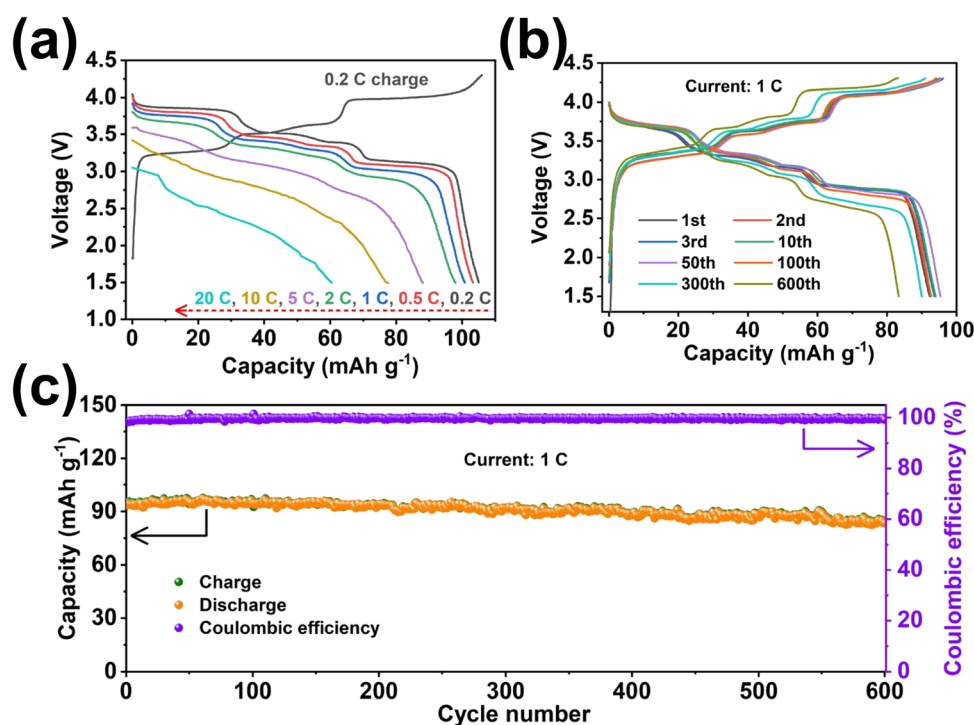 (a)
4.5
4.0
3.5
3.0
2.5
2.0
1.5
1.0
Voltage (V)
0.2 C charge
20 C, 10 C, 5 C, 2 C, 1 C, 0.5 C, 0.2 C
0 20 40 60 80 100
Capacity (mAh g⁻¹)
(b)
4.5
4.0
3.5
3.0
2.5
2.0
1.5
Voltage (V)
Current: 1 C
1st 2nd
3rd 10th
50th 100th
300th 600th
0 20 40 60 80 100
Capacity (mAh g⁻¹)
(c)
150
120
90
60
30
0
Capacity (mAh g⁻¹)
Current: 1 C
Charge
Discharge
Coulombic efficiency
100
80
60
40
20
0
Coulombic efficiency (%)
0 100 200 300 400 500 600
Cycle number